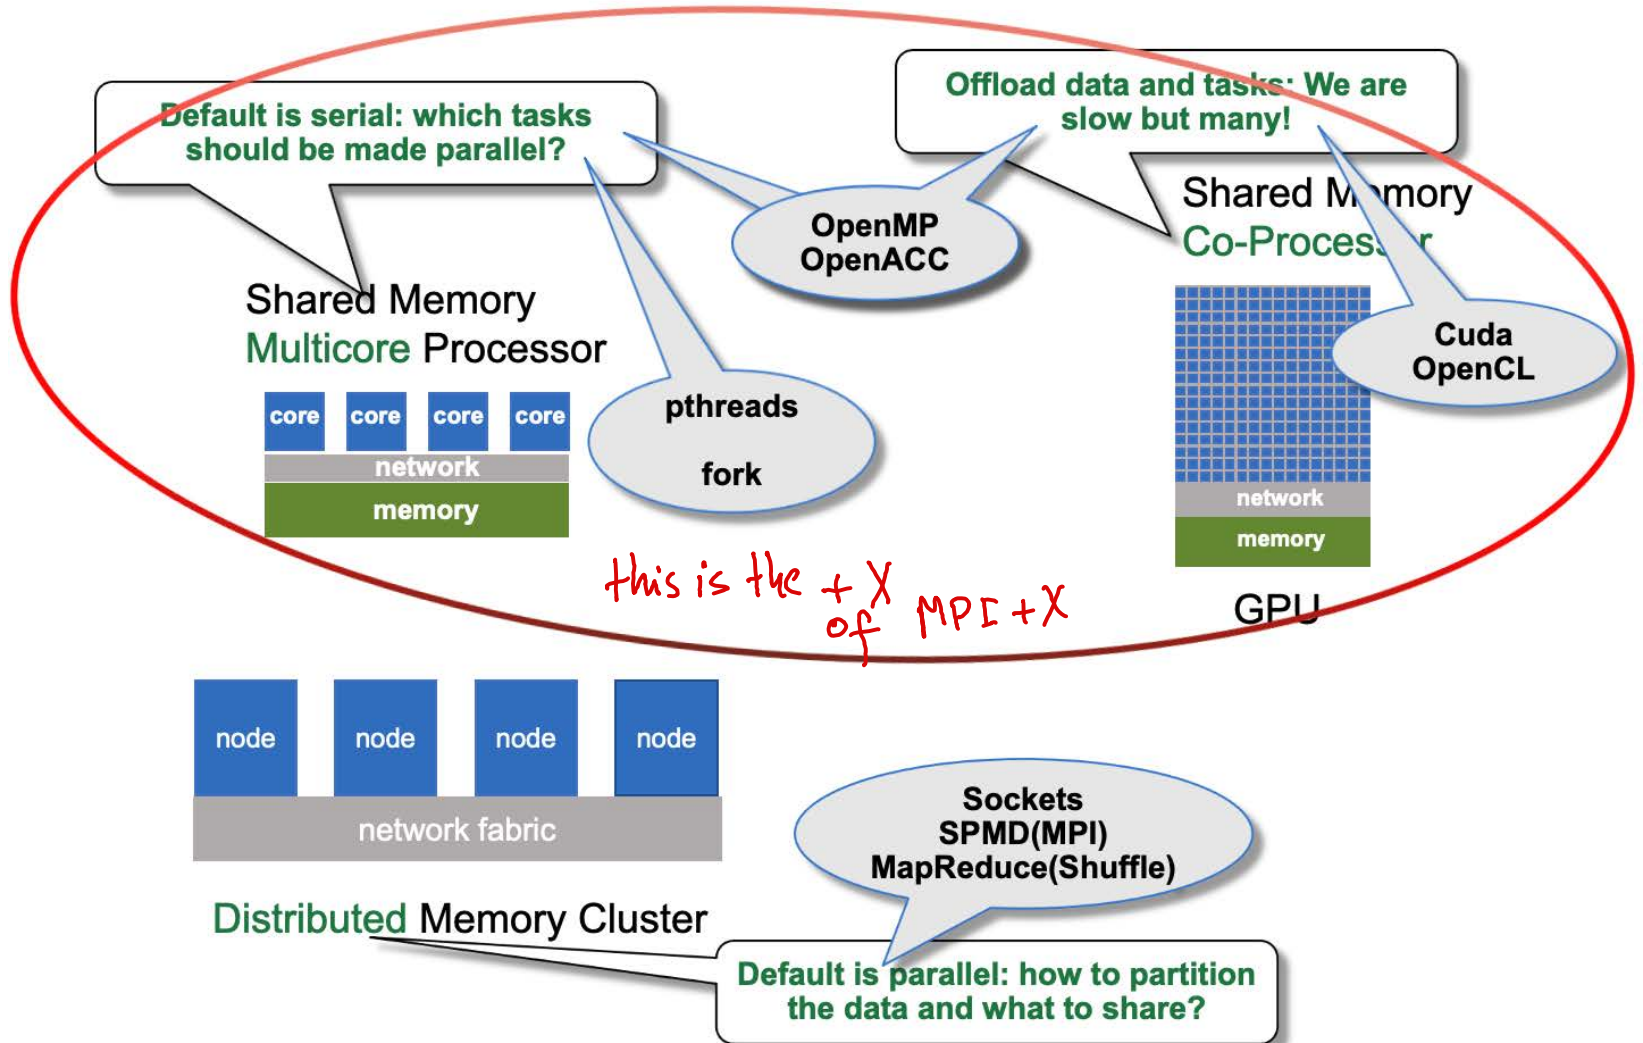 Default is serial: which tasks
should be made parallel?
Offload data and tasks: We are
slow but many!
OpenMP
OpenACC
Shared Memory
Co-Processor
Shared Memory
Multicore Processor
Cuda
OpenCL
core core core core
network
memory
pthreads
fork
network
memory
GPU
this is the + X
of MPI + X
node node node node
network fabric
Sockets
SPMD(MPI)
MapReduce(Shuffle)
Distributed Memory Cluster
Default is parallel: how to partition
the data and what to share?